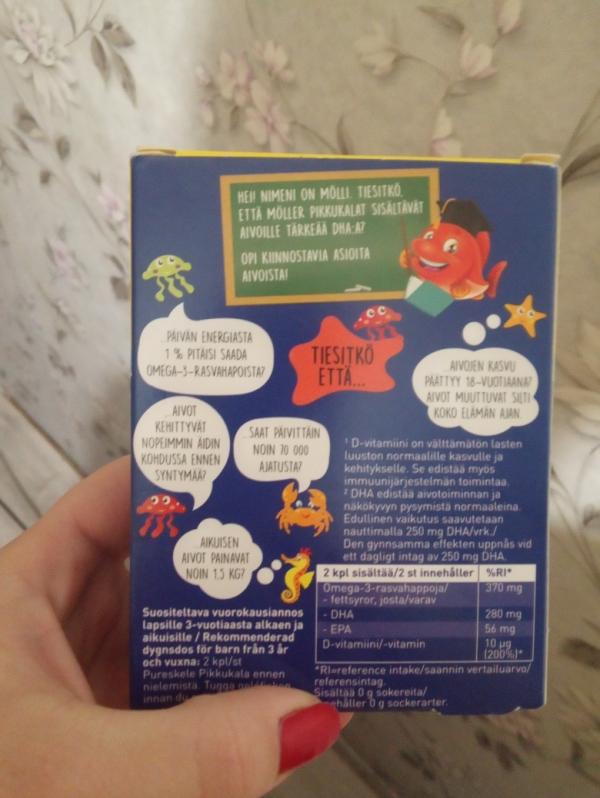 HEI! NIMENI ON MÖLLI. TIESITKÖ,
ETTÄ MÖLLER PIKKUKALAT SISÄLTÄVÄT
AIVOILLE TÄRKEÄÄ DHA:A?
OPI KIINNOSTAVIA ASIOITA
AIVOISTA!
...PÄIVÄN ENERGIASTA
1 % PITÄISI SAADA
OMEGA-3-RASVAHAPOISTA?
TIESITKÖ
ETTÄ...
...AIVOJEN KASVU
PÄÄTTYY 18-VUOTIAANA?
AIVOT MUUTTUVAT SILTI
KOKO ELÄMÄN AJAN.
...AIVOT
KEHITTYVÄT
NOPEIMMIN ÄIDIN
KOHDUSSA ENNEN
SYNTYMÄÄ?
...SAAT PÄIVITTÄIN
NOIN 70 000
AJATUSTA?
AIKUISEN
AIVOT PAINAVAT
NOIN 1,5 KG?
¹ D-vitamiini on välttämätön lasten
luuston normaalille kasvulle ja
kehitykselle. Se edistää myös
immuunijärjestelmän toimintaa.
² DHA edistää aivotoiminnan ja
näkökyvyn pysymistä normaaleina.
Edullinen vaikutus saavutetaan
nauttimalla 250 mg DHA/vrk./
Den gynnsamma effekten uppnås vid
ett dagligt intag av 250 mg DHA.
2 kpl sisältää/2 st innehåller %RI*
Omega-3-rasvahappoja/ 370 mg
- fettsyror, josta/varav
- DHA 280 mg
- EPA 56 mg
D-vitamiini/-vitamin 10 µg
(200%)*
*RI=reference intake/saannin vertailuarvo/
referensintag.
Sisältää 0 g sokereita/
håller 0 g sockerarter.
Suositeltava vuorokausiannos
lapsille 3-vuotiaasta alkaen ja
aikuisille / Rekommenderad
dygnsdos för barn från 3 år
och vuxna: 2 kpl/st
Pureskele Pikkukala ennen
nielemistä. Tugga
innan du